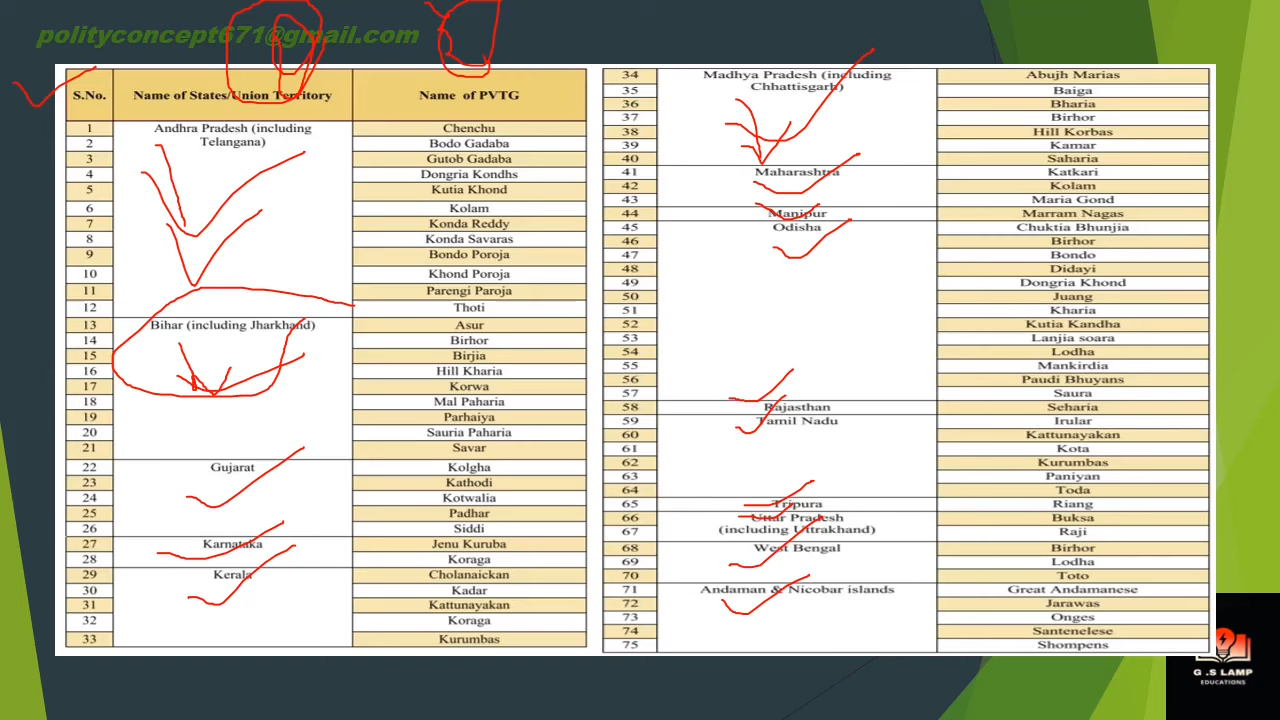 polityconcept671@gmail.com
S.No. Name of States/Union Territory Name of PVTG
1 Andhra Pradesh (including Telangana) Chenchu
2 Bodo Gadaba
3 Gutob Gadaba
4 Dongria Kondhs
5 Kutia Khond
6 Kolam
7 Konda Reddy
8 Konda Savaras
9 Bondo Poroja
10 Khond Poroja
11 Parengi Paroja
12 Thoti
13 Bihar (including Jharkhand) Asur
14 Birhor
15 Birjia
16 Hill Kharia
17 Korwa
18 Mal Paharia
19 Parhaiya
20 Sauria Paharia
21 Savar
22 Gujarat Kolgha
23 Kathodi
24 Kotwalia
25 Padhar
26 Siddi
27 Karnataka Jenu Kuruba
28 Koraga
29 Kerala Cholanaickan
30 Kadar
31 Kattunayakan
32 Koraga
33 Kurumbas
34 Madhya Pradesh (including Chhattisgarh) Abujh Marias
35 Baiga
36 Bharia
37 Birhor
38 Hill Korbas
39 Kamar
40 Saharia
41 Maharashtra Katkari
42 Kolam
43 Maria Gond
44 Manipur Marram Nagas
45 Odisha Chuktia Bhunjia
46 Birhor
47 Bondo
48 Didayi
49 Dongria Khond
50 Juang
51 Kharia
52 Kutia Kandha
53 Lanjia soara
54 Lodha
55 Mankirdia
56 Paudi Bhuyans
57 Saura
58 Rajasthan Seharia
59 Tamil Nadu Irular
60 Kattunayakan
61 Kota
62 Kurumbas
63 Paniyan
64 Toda
65 Tripura Riang
66 Uttar Pradesh (including Uttrakhand) Buksa
67 Raji
68 West Bengal Birhor
69 Lodha
70 Toto
71 Andaman & Nicobar islands Great Andamanese
72 Jarawas
73 Onges
74 Santenelese
75 Shompens
G .S LAMP
EDUCATIONS